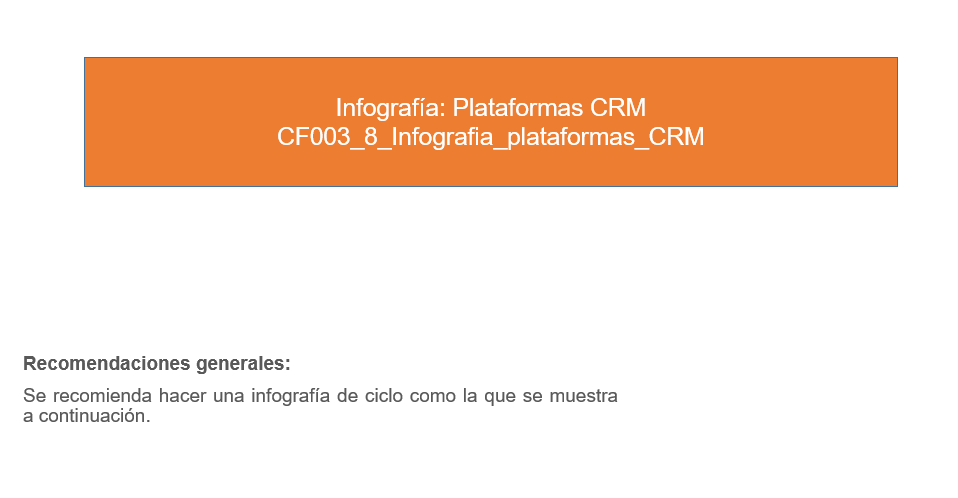 Infografía: Plataformas CRM
CF003_8_Infografia_plataformas_CRM
Recomendaciones generales:
Se recomienda hacer una infografía de ciclo como la que se muestra
a continuación.